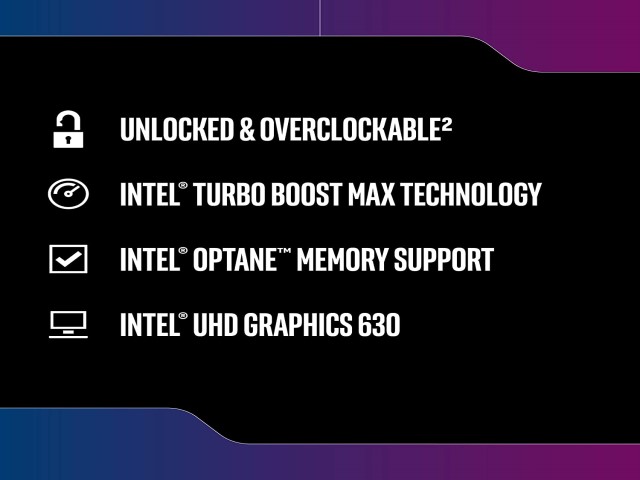 UNLOCKED & OVERCLOCKABLE²
INTEL® TURBO BOOST MAX TECHNOLOGY
INTEL® OPTANE™ MEMORY SUPPORT
INTEL® UHD GRAPHICS 630